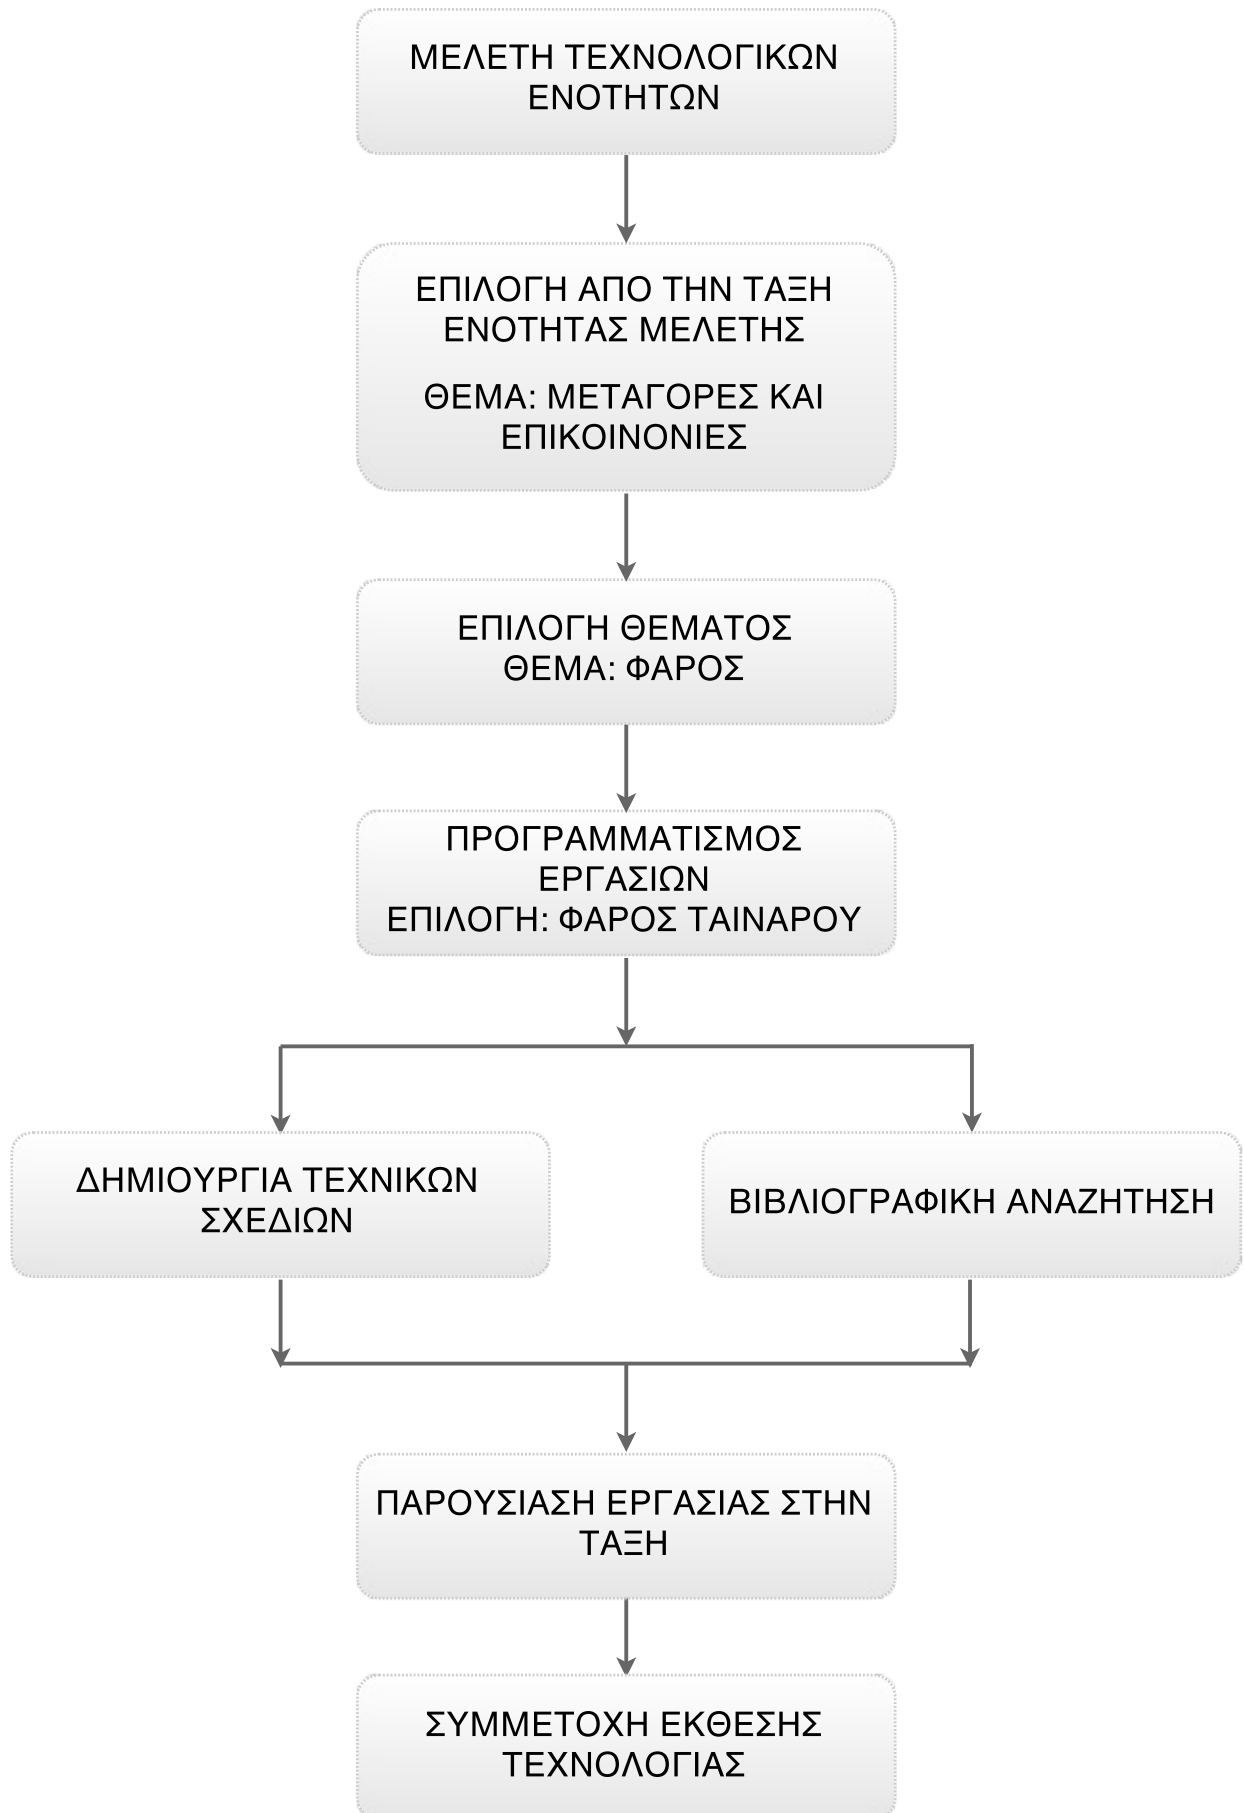 ΜΕΛΕΤΗ ΤΕΧΝΟΛΟΓΙΚΩΝ
ΕΝΟΤΗΤΩΝ
ΕΠΙΛΟΓΗ ΑΠΟ ΤΗΝ ΤΑΞΗ
ΕΝΟΤΗΤΑΣ ΜΕΛΕΤΗΣ
ΘΕΜΑ: ΜΕΤΑΓΟΡΕΣ ΚΑΙ
ΕΠΙΚΟΙΝΟΝΙΕΣ
ΕΠΙΛΟΓΗ ΘΕΜΑΤΟΣ
ΘΕΜΑ: ΦΑΡΟΣ
ΠΡΟΓΡΑΜΜΑΤΙΣΜΟΣ
ΕΡΓΑΣΙΩΝ
ΕΠΙΛΟΓΗ: ΦΑΡΟΣ ΤΑΙΝΑΡΟΥ
ΔΗΜΙΟΥΡΓΙΑ ΤΕΧΝΙΚΩΝ
ΣΧΕΔΙΩΝ
ΒΙΒΛΙΟΓΡΑΦΙΚΗ ΑΝΑΖΗΤΗΣΗ
ΠΑΡΟΥΣΙΑΣΗ ΕΡΓΑΣΙΑΣ ΣΤΗΝ
ΤΑΞΗ
ΣΥΜΜΕΤΟΧΗ ΕΚΘΕΣΗΣ
ΤΕΧΝΟΛΟΓΙΑΣ